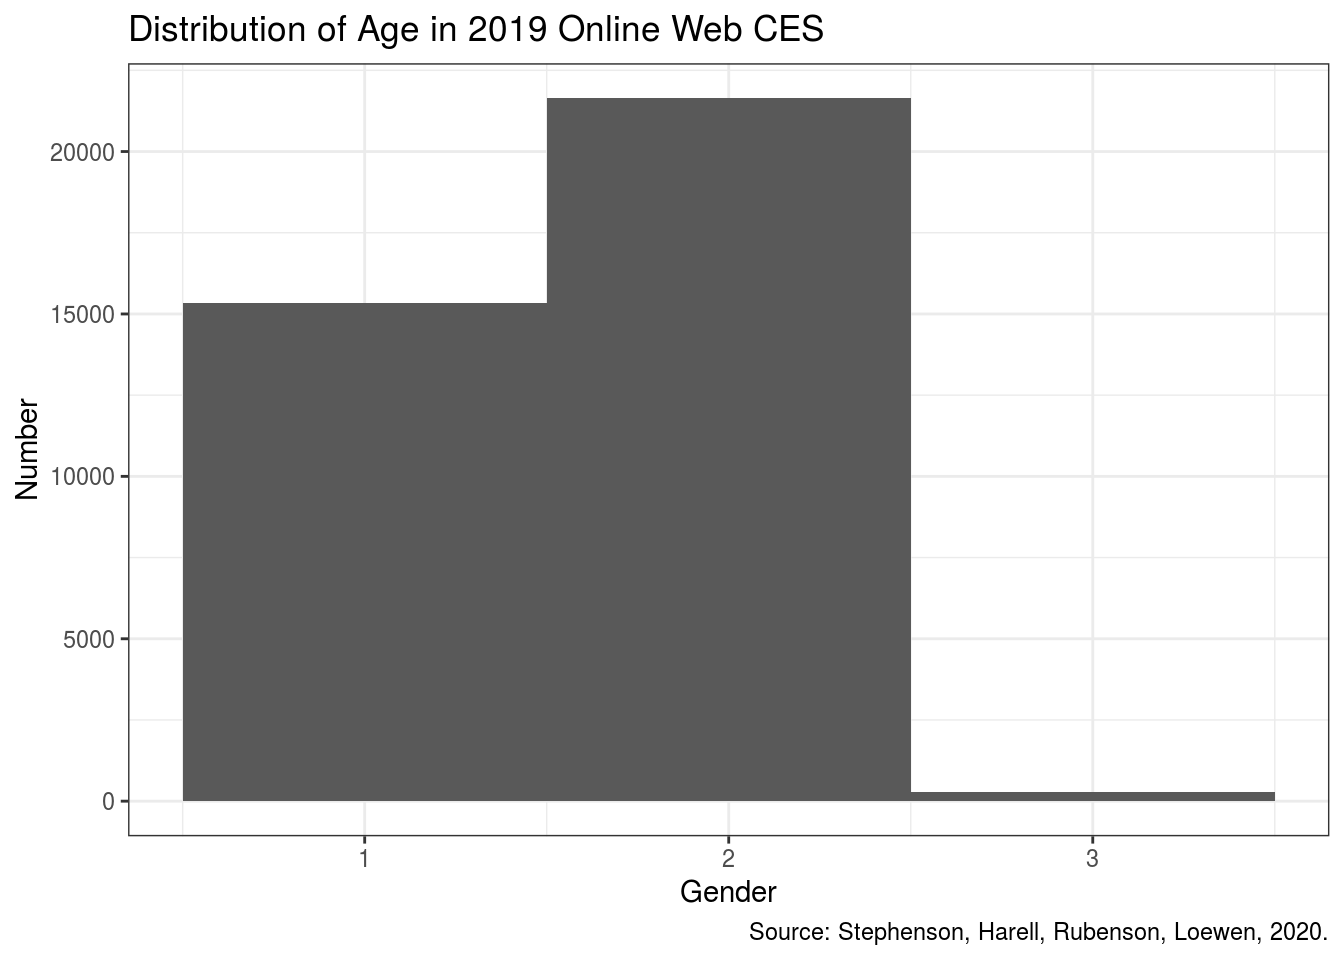 Distribution of Age in 2019 Online Web CES
Number
20000
15000
10000
5000
0
1 2 3
Gender
Source: Stephenson, Harell, Rubenson, Loewen, 2020.